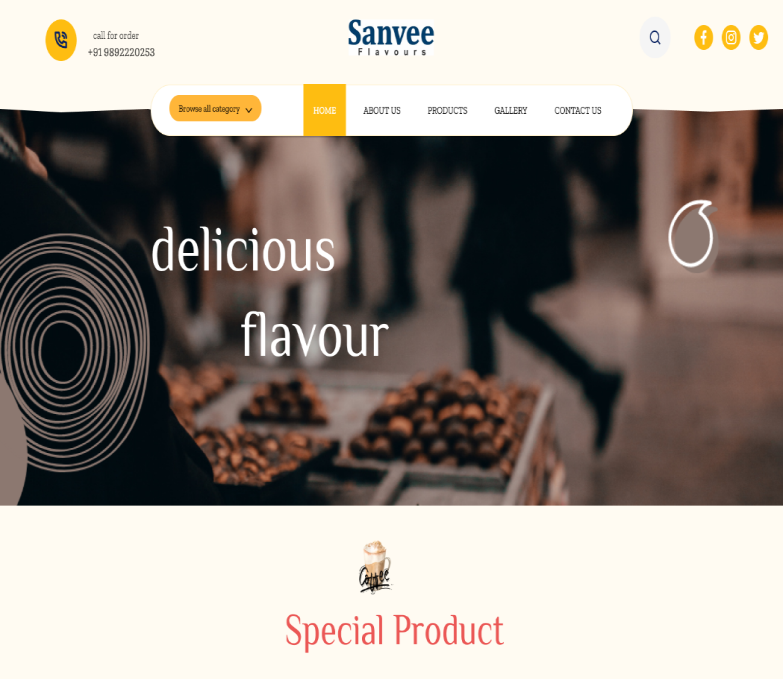 call for order
+91 9892220253
Sanvee
Flavours
Browse all category
HOME
ABOUT US
PRODUCTS
GALLERY
CONTACT US
delicious
flavour
Coffee
Special Product